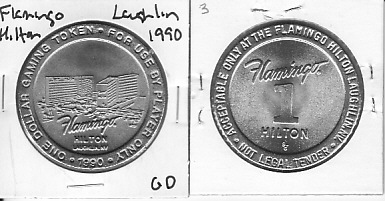 Flamingo
Hilton
Laughlin
1990
ONE DOLLAR GAMING TOKEN • FOR USE BY PLAYER ONLY •
Flamingo
HILTON
LAUGHLIN, NV
• 1990 •
GD
3
ACCEPTABLE ONLY AT THE FLAMINGO HILTON LAUGHLIN, NV.
Flamingo
1
HILTON
• NOT LEGAL TENDER •